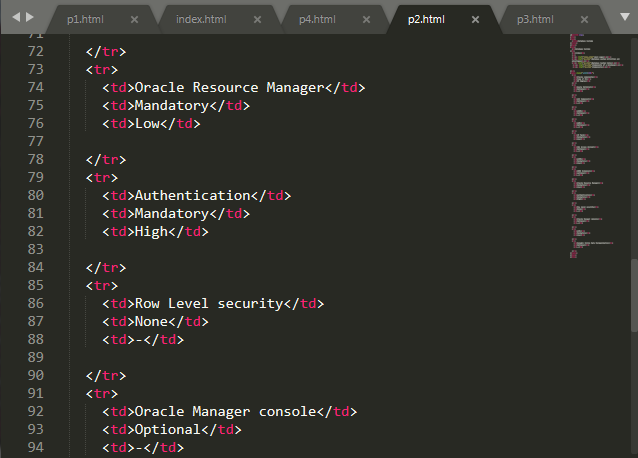 p1.html
index.html
p4.html
p2.html
p3.html
71
72 </tr>
73 <tr>
74 <td>Oracle Resource Manager</td>
75 <td>Mandatory</td>
76 <td>Low</td>
77
78 </tr>
79 <tr>
80 <td>Authentication</td>
81 <td>Mandatory</td>
82 <td>High</td>
83
84 </tr>
85 <tr>
86 <td>Row Level security</td>
87 <td>None</td>
88 <td>-</td>
89
90 </tr>
91 <tr>
92 <td>Oracle Manager console</td>
93 <td>Optional</td>
94 <td>-</td>